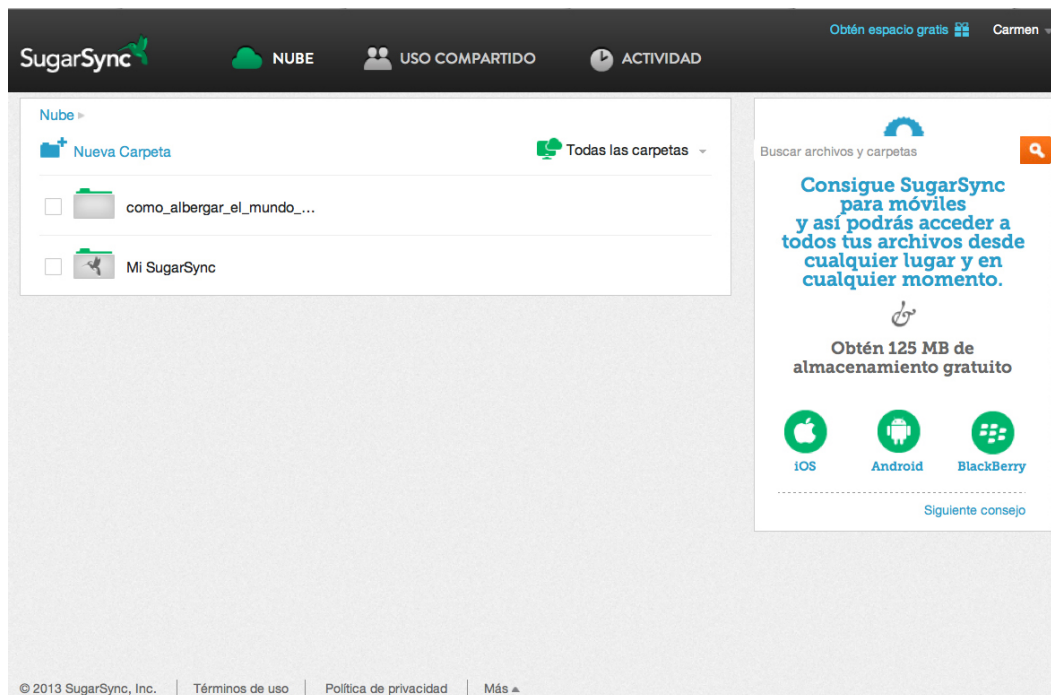 Obtén espacio gratis
Carmen
SugarSync
NUBE
USO COMPARTIDO
ACTIVIDAD
Nube
Nueva Carpeta
Todas las carpetas
como_albergar_el_mundo_...
Mi SugarSync
Buscar archivos y carpetas
Consigue SugarSync
para móviles
y así podrás acceder a
todos tus archivos desde
cualquier lugar y en
cualquier momento.
&
Obtén 125 MB de
almacenamiento gratuito
iOS
Android
BlackBerry
Siguiente consejo
© 2013 SugarSync, Inc.
Términos de uso
Política de privacidad
Más